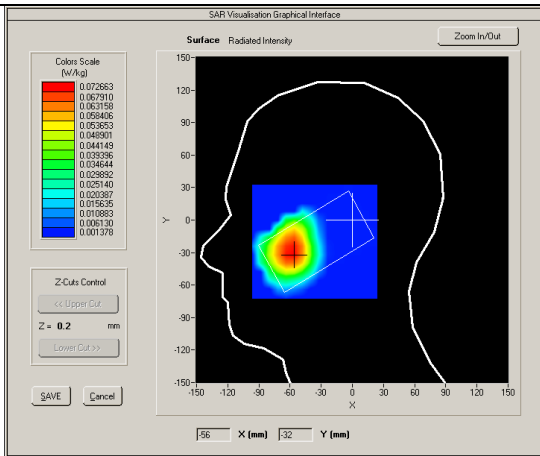 SAR Visualisation Graphical Interface
Surface Radiated Intensity
Zoom In/Out
Colors Scale
(W/kg)
0.072663
0.067910
0.063158
0.058406
0.053653
0.048901
0.044149
0.039396
0.034644
0.029892
0.025140
0.020387
0.015635
0.010883
0.006130
0.001378
150
120
90
60
30
0
-30
-60
-90
-120
-150
Y
-150 -120 -90 -60 -30 0 30 60 90 120 150
X
Z-Cuts Control
<< Upper Cut
Z = 0.2 mm
Lower Cut >>
SAVE Cancel
-56 X (mm) -32 Y (mm)